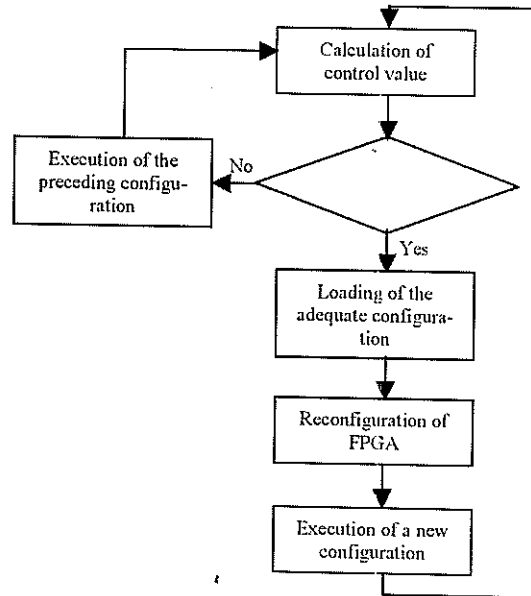 Calculation of
control value
Execution of the
preceding configu-
ration
No
Yes
Loading of the
adequate configura-
tion
Reconfiguration of
FPGA
Execution of a new
configuration